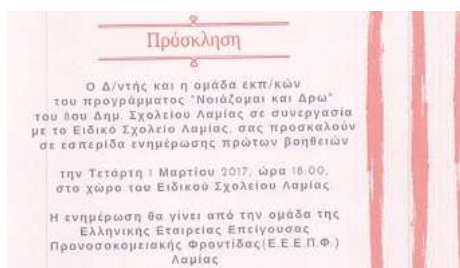 Πρόσκληση
Ο Δ/ντής και η ομάδα εκπ/κών
του προγράμματος "Νοιάζομαι και Δρω"
του 8ου Δημ. Σχολείου Λαμίας σε συνεργασία
με το Ειδικό Σχολείο Λαμίας, σας προσκαλούν
σε εσπερίδα ενημέρωσης πρώτων βοηθειών
την Τετάρτη 1 Μαρτίου 2017, ώρα 18:00,
στο χώρο του Ειδικού Σχολείου Λαμίας.
Η ενημέρωση θα γίνει από την ομάδα της
Ελληνικής Εταιρείας Επείγουσας
Προνοσοκομειακής Φροντίδας(Ε.Ε.Ε.Π.Φ.)
Λαμίας